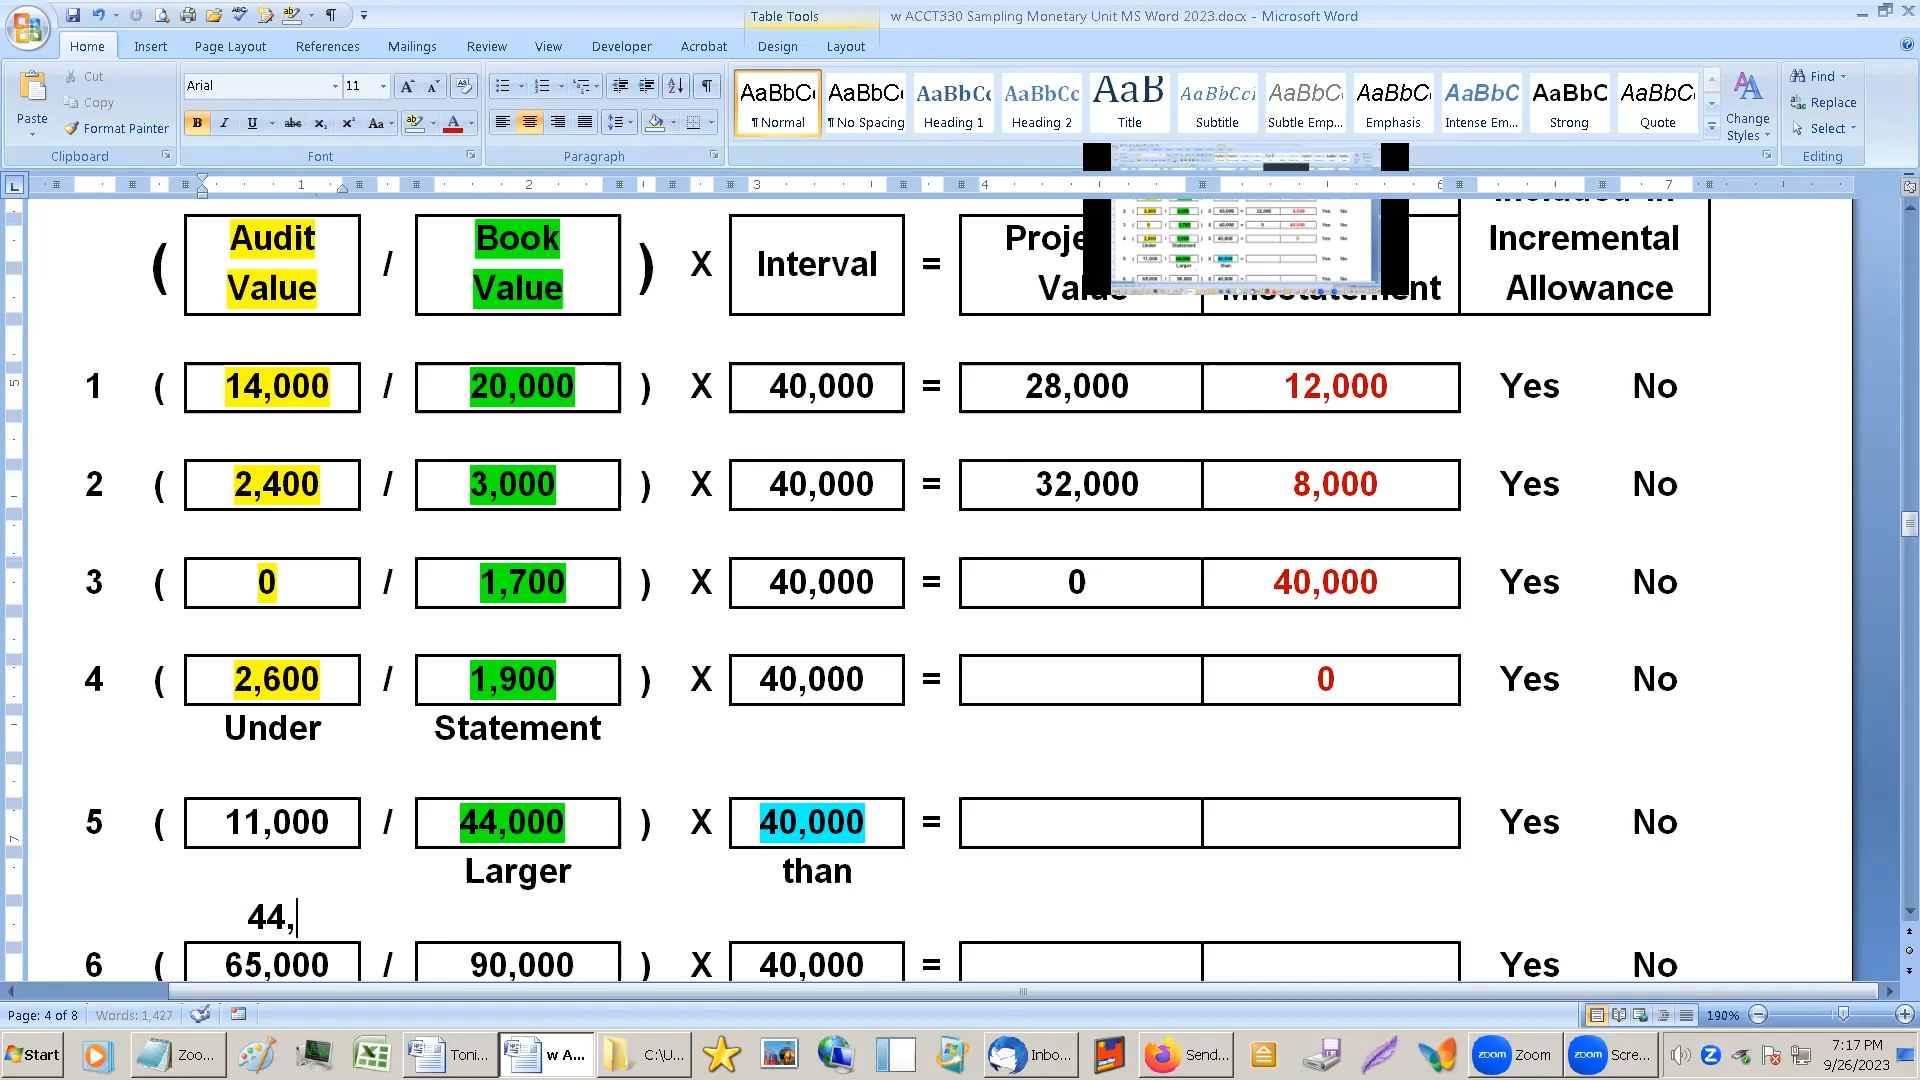 Table Tools
w ACCT330 Sampling Monetary Unit MS Word 2023.docx - Microsoft Word
Home Insert Page Layout References Mailings Review View Developer Acrobat Design Layout
Cut
Copy
Paste
Format Painter
Clipboard
Arial 11
Font
Paragraph
AaBbCc AaBbCc AaBbCc AaBbCc AaB AaBbCcI AaBbCc AaBbCc AaBbC AaBbC AaBbC
¶ Normal ¶ No Spacing Heading 1 Heading 2 Title Subtitle Subtle Emp... Emphasis Intense Em... Strong Quote
Change
Styles
Find
Replace
Select
Editing
1 2 3 4 6 7
( Audit Value / Book Value ) X Interval = Incremental
Allowance
1 ( 14,000 / 20,000 ) X 40,000 = 28,000 12,000 Yes No
2 ( 2,400 / 3,000 ) X 40,000 = 32,000 8,000 Yes No
3 ( 0 / 1,700 ) X 40,000 = 0 40,000 Yes No
4 ( 2,600 / 1,900 ) X 40,000 = 0 Yes No
Under Statement
5 ( 11,000 / 44,000 ) X 40,000 = Yes No
Larger than
44,
6 ( 65,000 / 90,000 ) X 40,000 = Yes No
Page: 4 of 8 Words: 1,427 190%
Start Zoo... Toni... w A... C:\U... Inbo... Send... Zoom Scre...
7:17 PM
9/26/2023